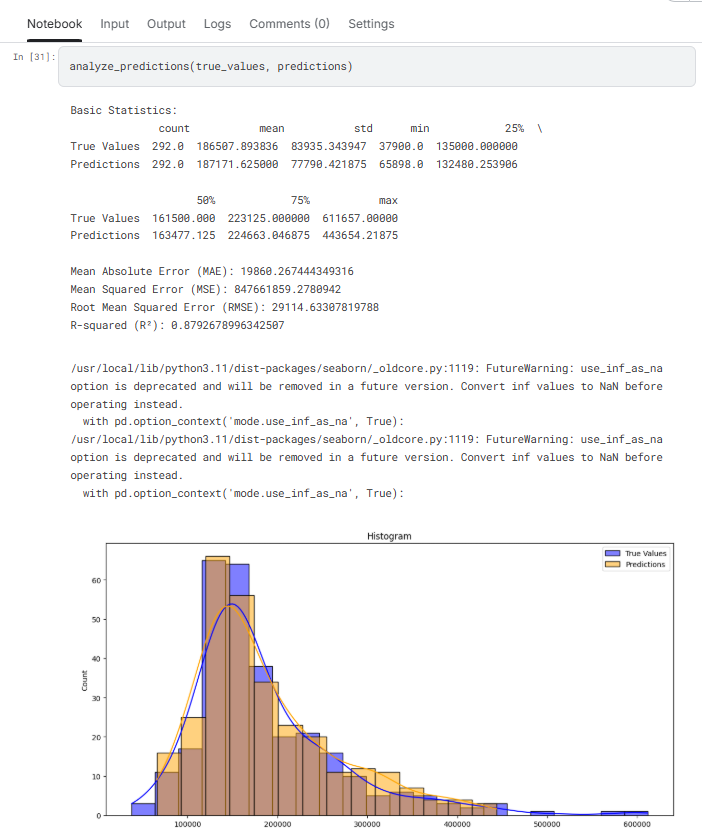 Notebook Input Output Logs Comments (0) Settings
In [31]:
analyze_predictions(true_values, predictions)
Basic Statistics:
count mean std min 25% \
True Values 292.0 186507.893836 83935.343947 37900.0 135000.000000
Predictions 292.0 187171.625000 77790.421875 65898.0 132480.253906
50% 75% max
True Values 161500.000 223125.000000 611657.00000
Predictions 163477.125 224663.046875 443654.21875
Mean Absolute Error (MAE): 19860.267444349316
Mean Squared Error (MSE): 847661859.2780942
Root Mean Squared Error (RMSE): 29114.63307819788
R-squared (R²): 0.8792678996342507
/usr/local/lib/python3.11/dist-packages/seaborn/_oldcore.py:1119: FutureWarning: use_inf_as_na
option is deprecated and will be removed in a future version. Convert inf values to NaN before
operating instead.
with pd.option_context('mode.use_inf_as_na', True):
/usr/local/lib/python3.11/dist-packages/seaborn/_oldcore.py:1119: FutureWarning: use_inf_as_na
option is deprecated and will be removed in a future version. Convert inf values to NaN before
operating instead.
with pd.option_context('mode.use_inf_as_na', True):
Histogram
True Values
Predictions
Count
60
50
40
30
20
10
0
100000 200000 300000 400000 500000 600000